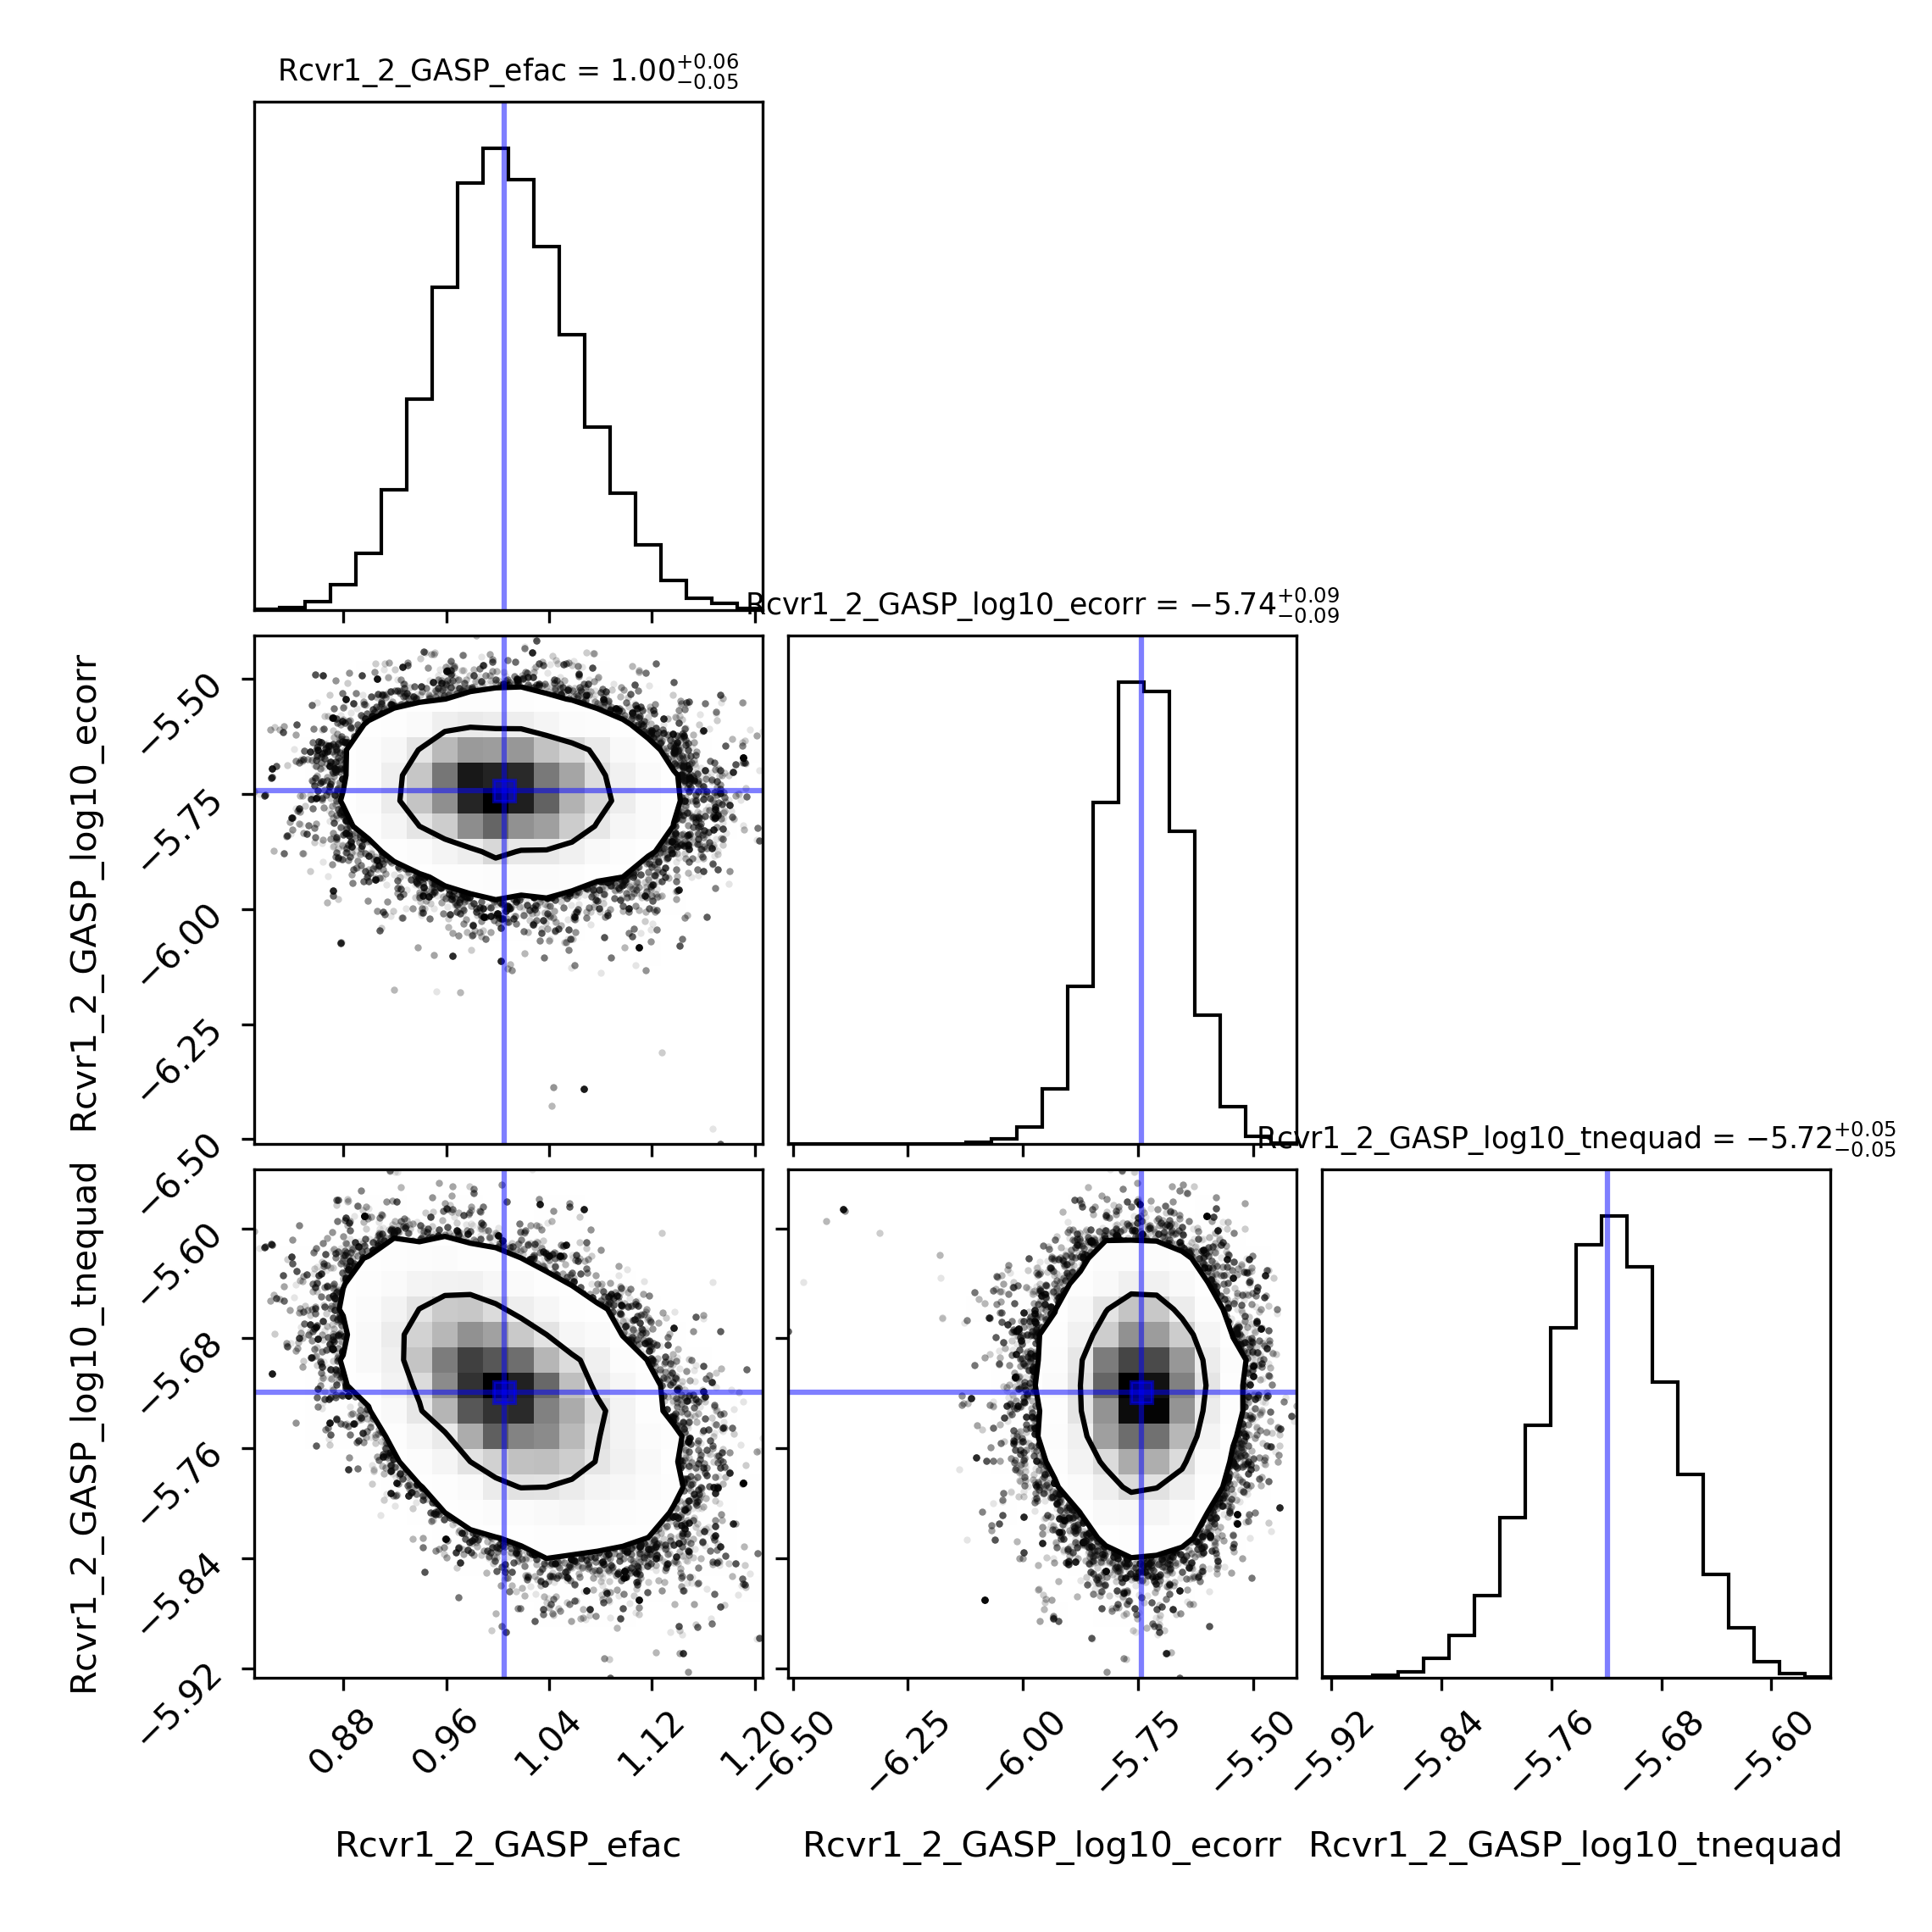 Rcvr1_2_GASP_efac = 1.00 +0.06 −0.05
Rcvr1_2_GASP_log10_ecorr = −5.74 +0.09 −0.09
Rcvr1_2_GASP_log10_ecorr
−5.50
−5.75
−6.00
−6.25
−6.50
Rcvr1_2_GASP_log10_tnequad = −5.72 +0.05 −0.05
Rcvr1_2_GASP_log10_tnequad
−5.60
−5.68
−5.76
−5.84
−5.92
0.88 0.96 1.04 1.12 1.20
−6.50 −6.25 −6.00 −5.75 −5.50
−5.92 −5.84 −5.76 −5.68 −5.60
Rcvr1_2_GASP_efac
Rcvr1_2_GASP_log10_ecorr
Rcvr1_2_GASP_log10_tnequad